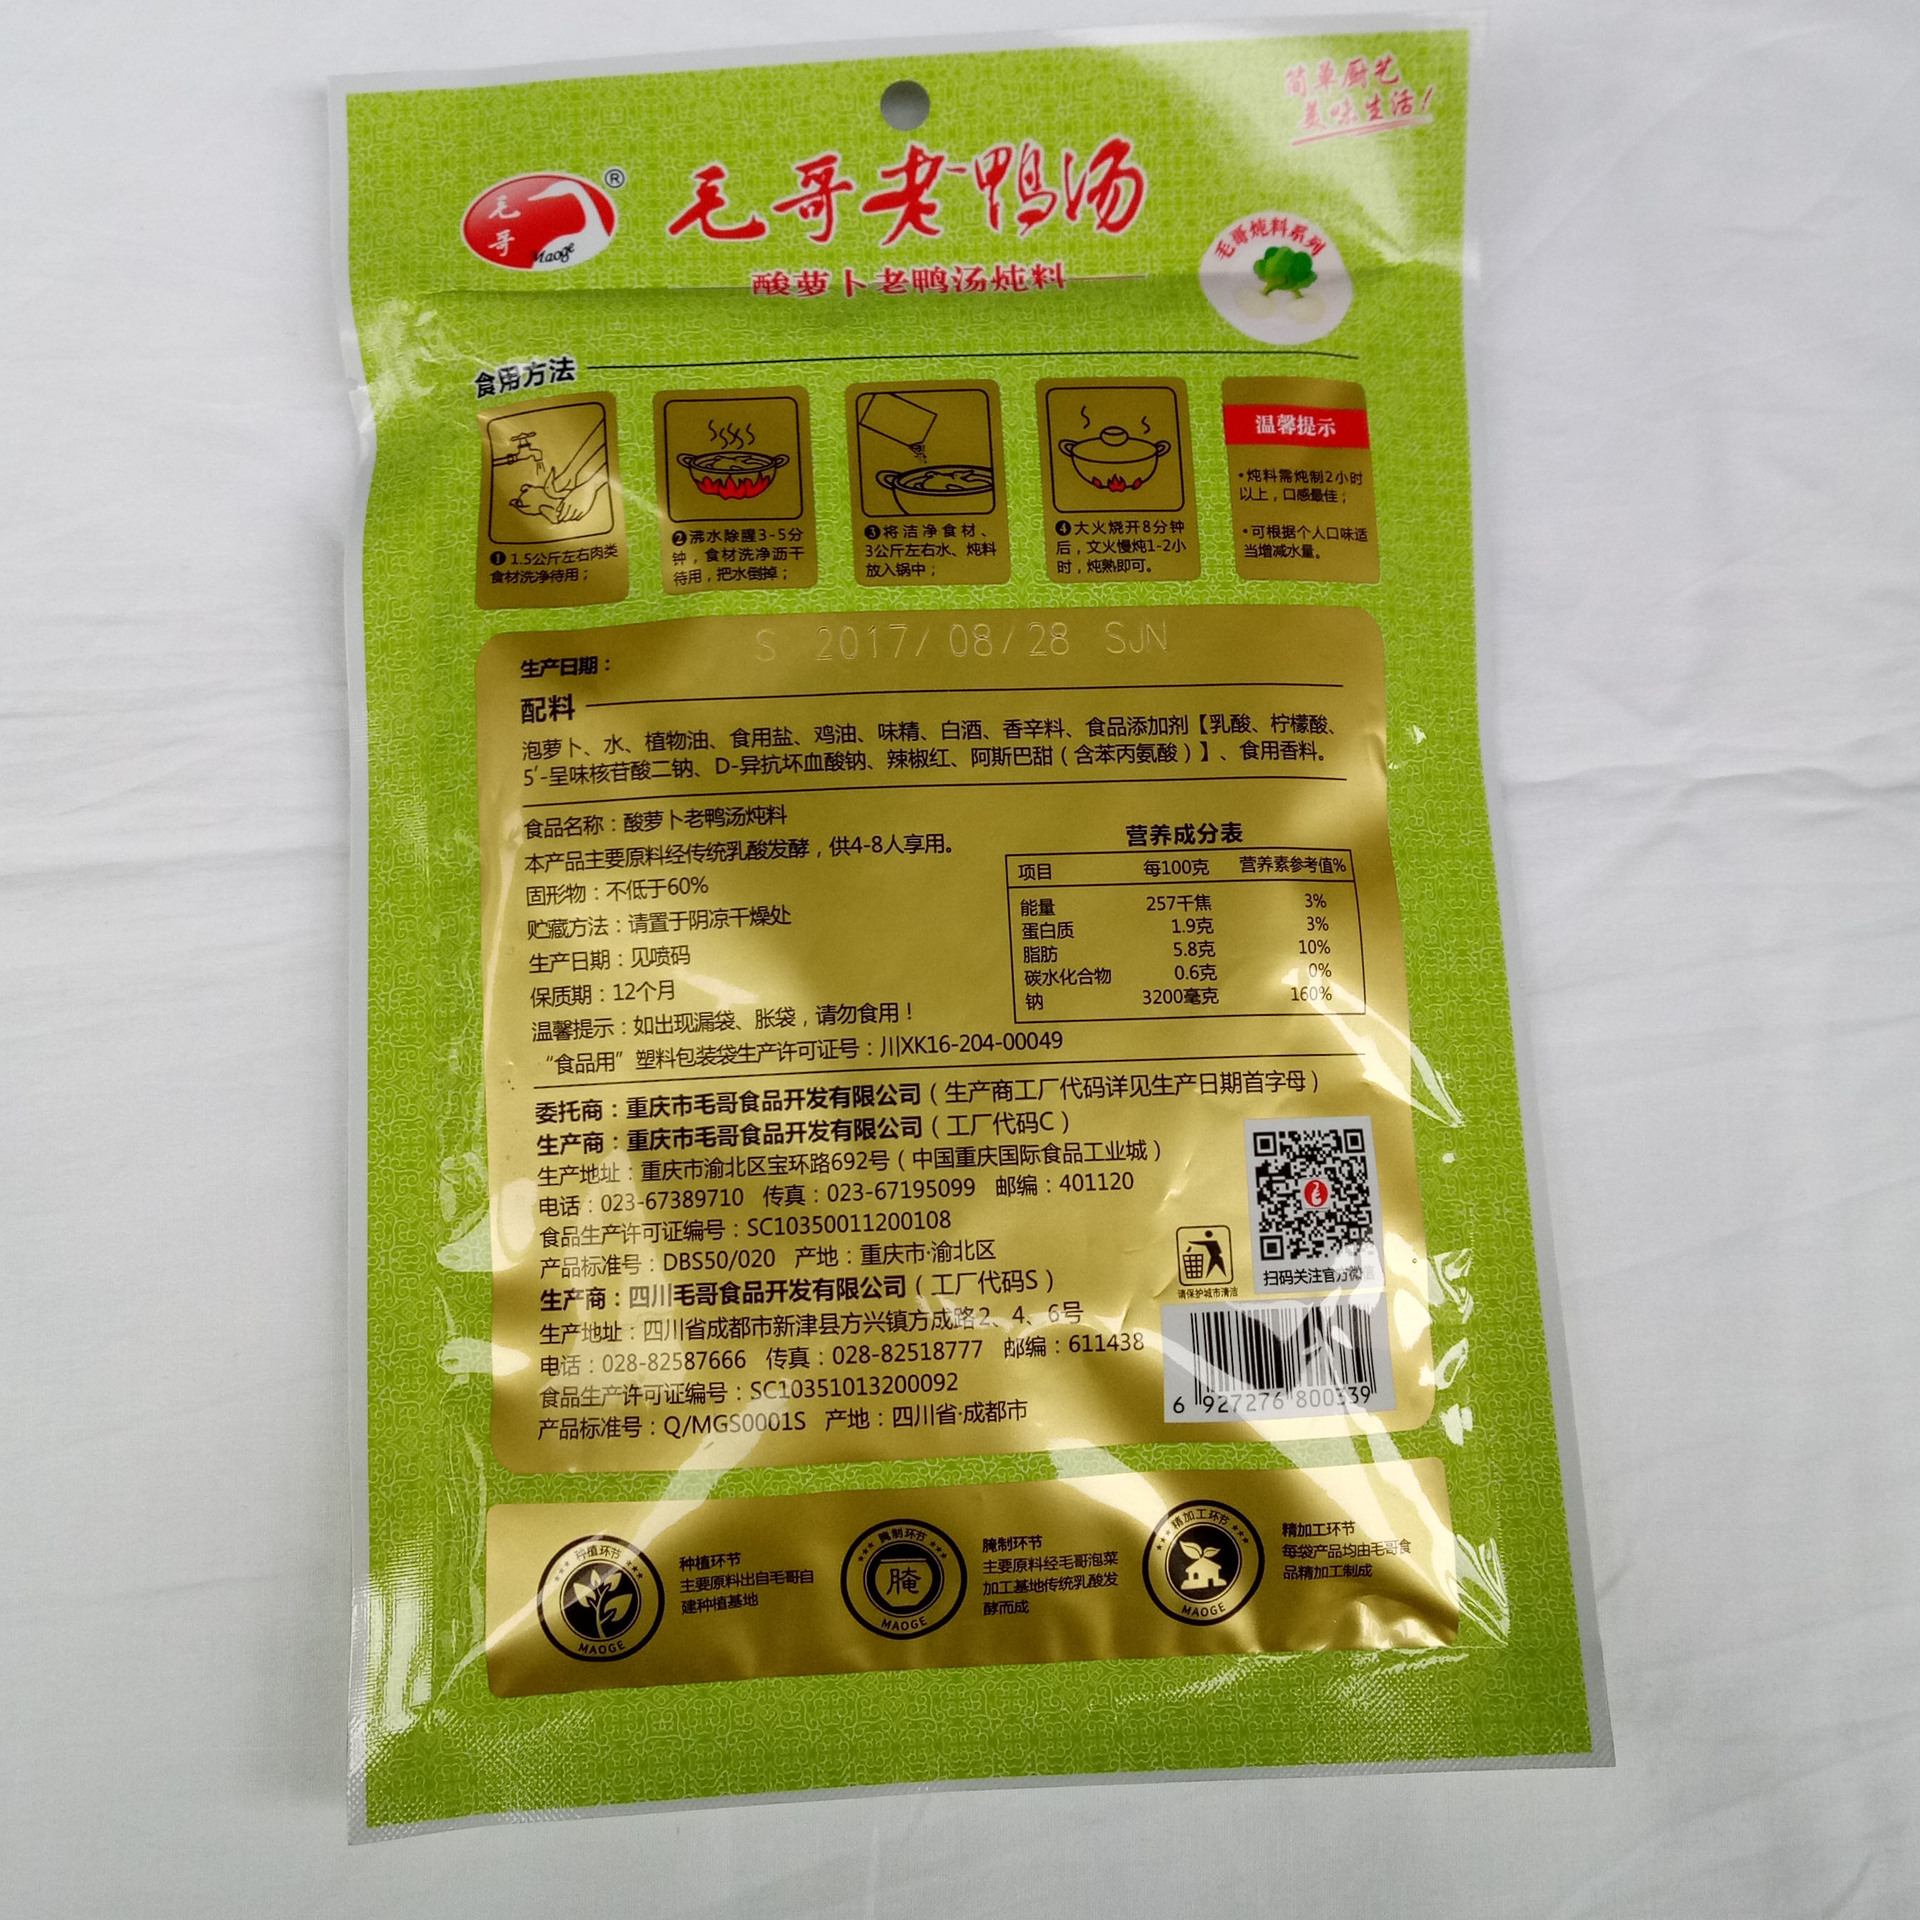 简单厨艺
美味生活！
毛哥
Maoge
®
毛哥老鸭汤
酸萝卜老鸭汤炖料
毛哥炖料系列
食用方法
❶1.5公斤左右肉类
食材洗净待用；
❷沸水除腥3-5分
钟，食材洗净沥干
待用，把水倒掉；
❸将洁净食材、
3公斤左右水、炖料
放入锅中；
❹大火烧开8分钟
后，文火慢炖1-2小
时，炖熟即可。
温馨提示
·炖料需炖制2小时
以上，口感最佳；
·可根据个人口味适
当增减水量。
生产日期：
S 2017/08/28 SJN
配料
泡萝卜、水、植物油、食用盐、鸡油、味精、白酒、香辛料、食品添加剂【乳酸、柠檬酸、
5'-呈味核苷酸二钠、D-异抗坏血酸钠、辣椒红、阿斯巴甜（含苯丙氨酸）】、食用香料。
食品名称：酸萝卜老鸭汤炖料
本产品主要原料经传统乳酸发酵，供4-8人享用。
固形物：不低于60%
贮藏方法：请置于阴凉干燥处
生产日期：见喷码
保质期：12个月
温馨提示：如出现漏袋、胀袋，请勿食用！
“食品用”塑料包装袋生产许可证号：川XK16-204-00049
营养成分表
项目 每100克 营养素参考值%
能量 257千焦 3%
蛋白质 1.9克 3%
脂肪 5.8克 10%
碳水化合物 0.6克 0%
钠 3200毫克 160%
委托商：重庆市毛哥食品开发有限公司（生产商工厂代码详见生产日期首字母）
生产商：重庆市毛哥食品开发有限公司（工厂代码C）
生产地址：重庆市渝北区宝环路692号（中国重庆国际食品工业城）
电话：023-67389710 传真：023-67195099 邮编：401120
食品生产许可证编号：SC10350011200108
产品标准号：DBS50/020 产地：重庆市·渝北区
生产商：四川毛哥食品开发有限公司（工厂代码S）
生产地址：四川省成都市新津县方兴镇方成路2、4、6号
电话：028-82587666 传真：028-82518777 邮编：611438
食品生产许可证编号：SC10351013200092
产品标准号：Q/MGS0001S 产地：四川省·成都市
请保护城市清洁
扫码关注官方微信
6 927276 800339
种植环节
MAOGE
种植环节
主要原料出自毛哥自
建种植基地
腌制环节
腌
MAOGE
腌制环节
主要原料经毛哥泡菜
加工基地传统乳酸发
酵而成
精加工环节
MAOGE
精加工环节
每袋产品均由毛哥食
品精加工制成